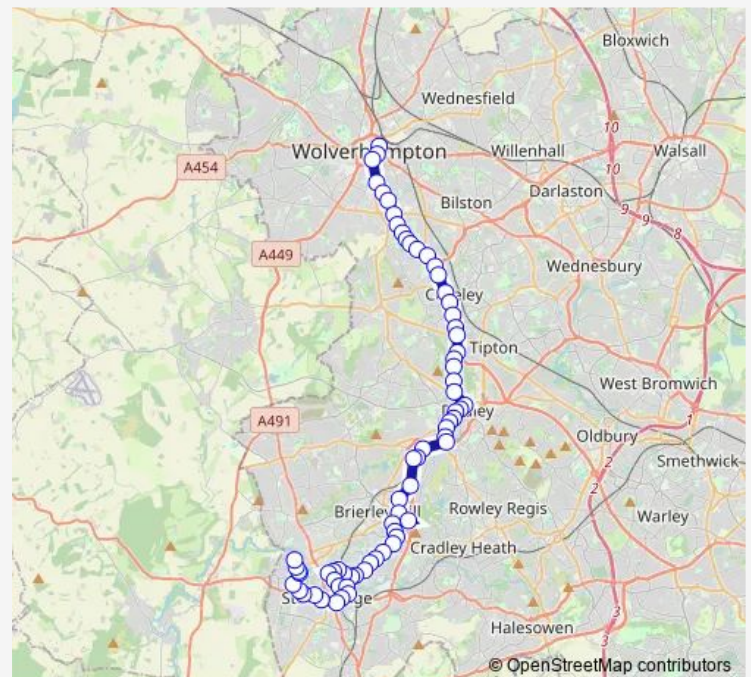 Bloxwich
Wednesfield
10
Wolverhampton
Willenhall
10
Walsall
A454
Darlaston
Bilston
9
9
8
A449
Wednesbury
Tipton
West Bromwich
A491
1
Oldbury
2
Smethwick
2
Rowley Regis
Warley
Cradley Heath
3
Halesowen
3
© OpenStreetMap contributors